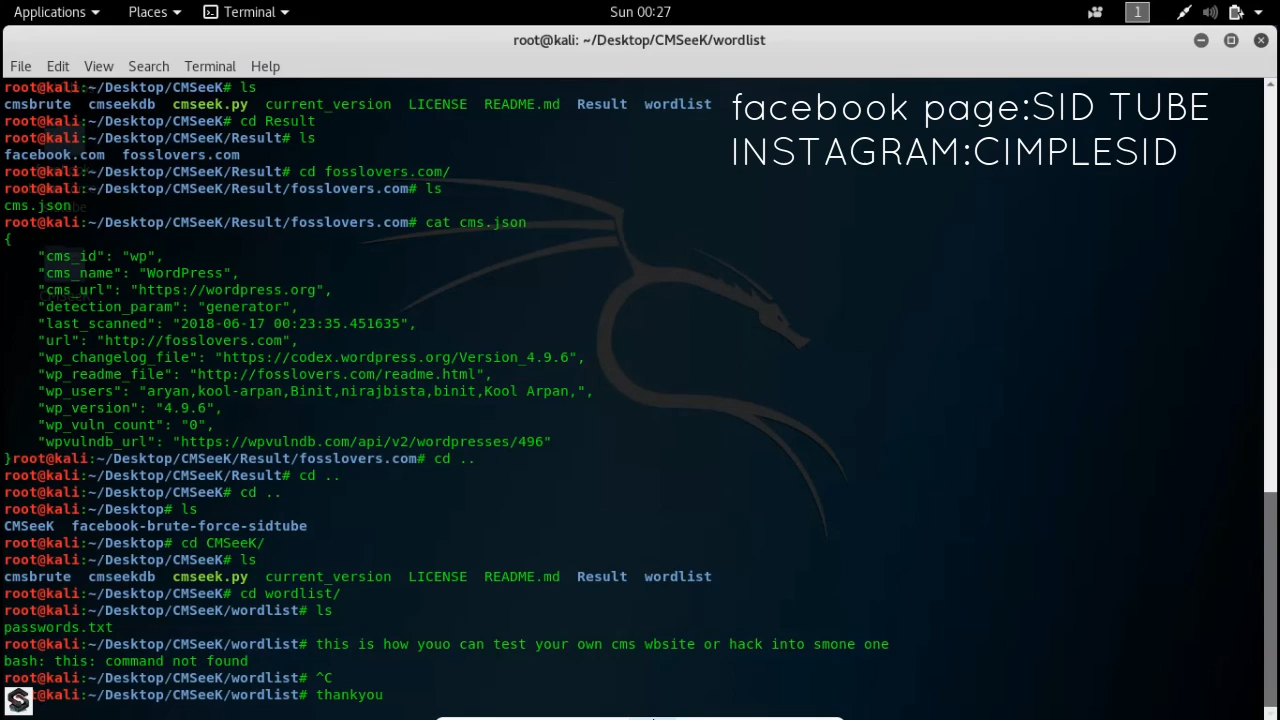 Applications Places Terminal Sun 00:27 1
root@kali: ~/Desktop/CMSeeK/wordlist
File Edit View Search Terminal Help
root@kali:~/Desktop/CMSeeK# ls
cmsbrute cmseekdb cmseek.py current_version LICENSE README.md Result wordlist
root@kali:~/Desktop/CMSeeK# cd Result
root@kali:~/Desktop/CMSeeK/Result# ls
facebook.com fosslovers.com
root@kali:~/Desktop/CMSeeK/Result# cd fosslovers.com/
root@kali:~/Desktop/CMSeeK/Result/fosslovers.com# ls
cms.json
root@kali:~/Desktop/CMSeeK/Result/fosslovers.com# cat cms.json
{
"cms_id": "wp",
"cms_name": "WordPress",
"cms_url": "https://wordpress.org",
"detection_param": "generator",
"last_scanned": "2018-06-17 00:23:35.451635",
"url": "http://fosslovers.com",
"wp_changelog_file": "https://codex.wordpress.org/Version_4.9.6",
"wp_readme_file": "http://fosslovers.com/readme.html",
"wp_users": "aryan,kool-arpan,Binit,nirajbista,binit,Kool Arpan,",
"wp_version": "4.9.6",
"wp_vuln_count": "0",
"wpvulndb_url": "https://wpvulndb.com/api/v2/wordpresses/496"
}root@kali:~/Desktop/CMSeeK/Result/fosslovers.com# cd ..
root@kali:~/Desktop/CMSeeK/Result# cd ..
root@kali:~/Desktop/CMSeeK# cd ..
root@kali:~/Desktop# ls
CMSeeK facebook-brute-force-sidtube
root@kali:~/Desktop# cd CMSeeK/
root@kali:~/Desktop/CMSeeK# ls
cmsbrute cmseekdb cmseek.py current_version LICENSE README.md Result wordlist
root@kali:~/Desktop/CMSeeK# cd wordlist/
root@kali:~/Desktop/CMSeeK/wordlist# ls
passwords.txt
root@kali:~/Desktop/CMSeeK/wordlist# this is how youo can test your own cms wbsite or hack into smone one
bash: this: command not found
root@kali:~/Desktop/CMSeeK/wordlist# ^C
root@kali:~/Desktop/CMSeeK/wordlist# thankyou
facebook page:SID TUBE
INSTAGRAM:CIMPLESID